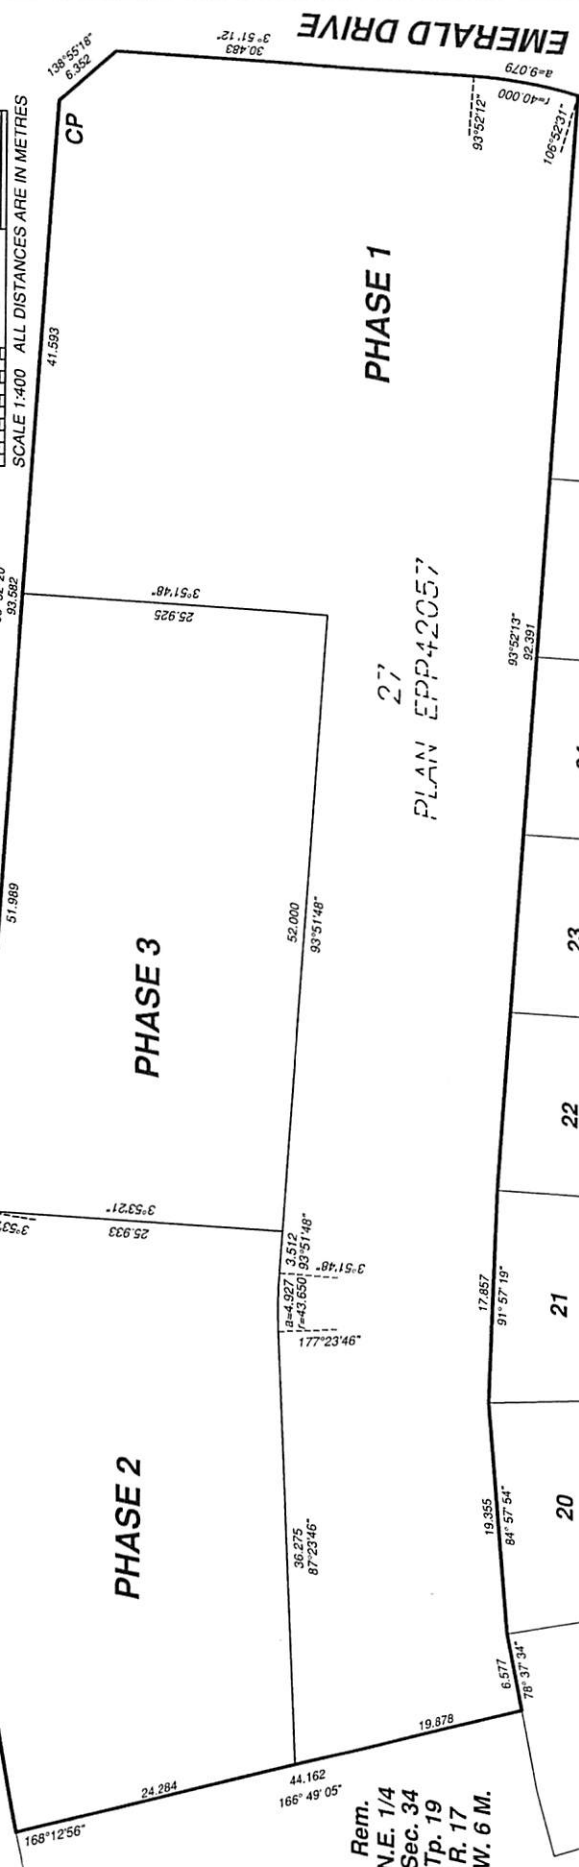 EMERALD DRIVE
138°55'18"
6.352
3°51'12"
30.483
a=9.079
r=40.000
93°52'12"
106°52'31"
CP
SCALE 1:400 ALL DISTANCES ARE IN METRES
41.593
PHASE 1
93.582
3°51'48"
25.925
27
PLAN EPP42057
93°52'13"
92.391
51.989
PHASE 3
52.000
93°51'48"
23
22
3°53'21"
25.933
3.512
93°51'48"
3°51'48"
a=4.927
r=43.650
177°23'46"
17.857
91°57'19"
21
PHASE 2
36.275
87°23'46"
19.355
84°57'54"
20
6.577
78°37'34"
24.284
19.878
44.162
166°49'05"
168°12'56"
Rem.
N.E. 1/4
Sec. 34
Tp. 19
R. 17
W. 6 M.